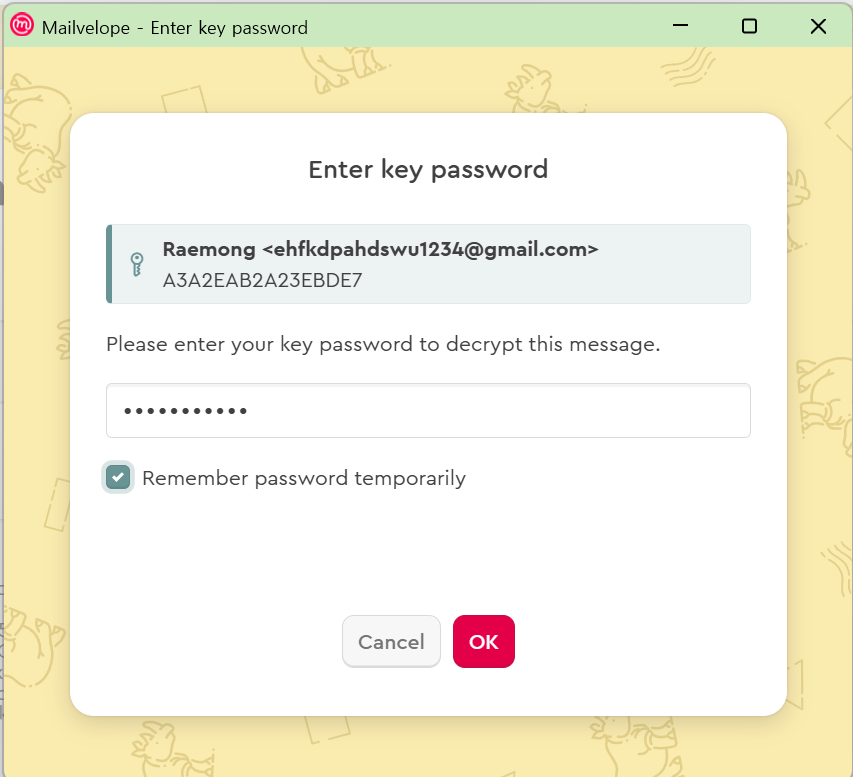 Mailvelope - Enter key password
Enter key password
Raemong <ehfkdpahdswu1234@gmail.com>
A3A2EAB2A23EBDE7
Please enter your key password to decrypt this message.
•••••••••••
Remember password temporarily
Cancel
OK